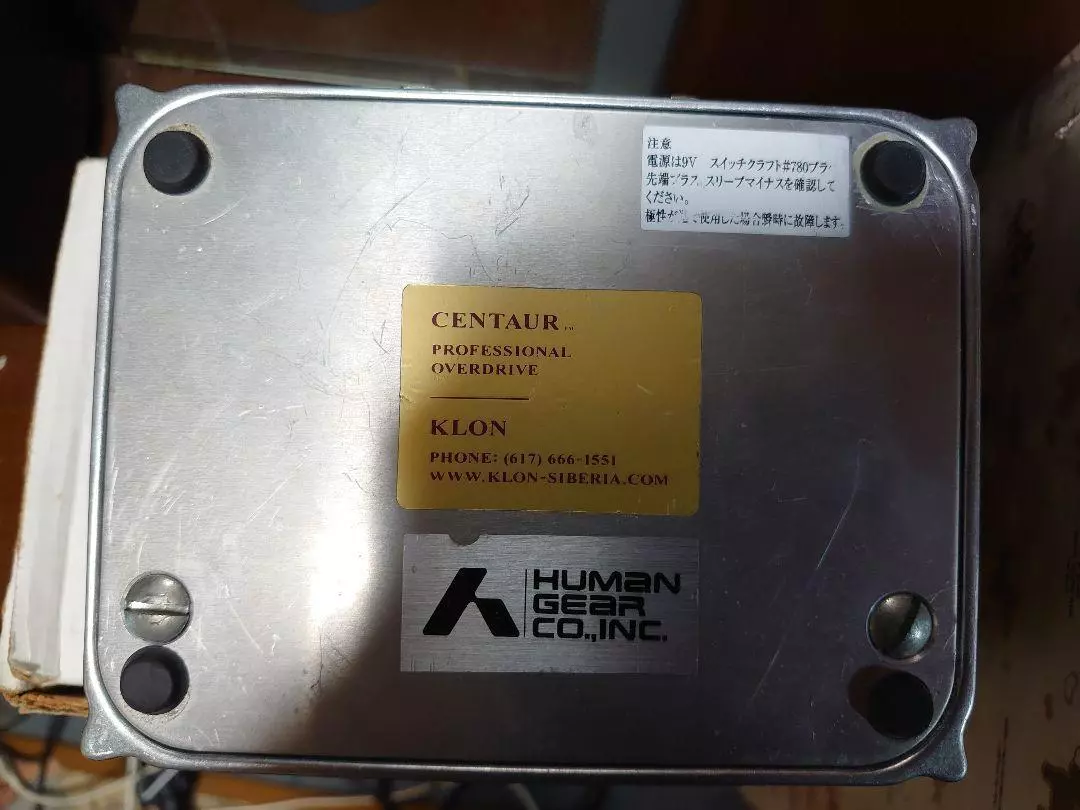 注意
電源は9V スイッチクラフト#780プラ
先端プラス、スリーブマイナスを確認して
ください。
極性が で使用した場合瞬時に故障します。
CENTAUR™
PROFESSIONAL
OVERDRIVE
KLON
PHONE: (617) 666-1551
WWW.KLON-SIBERIA.COM
HUMAN
GEAR
CO.,INC.